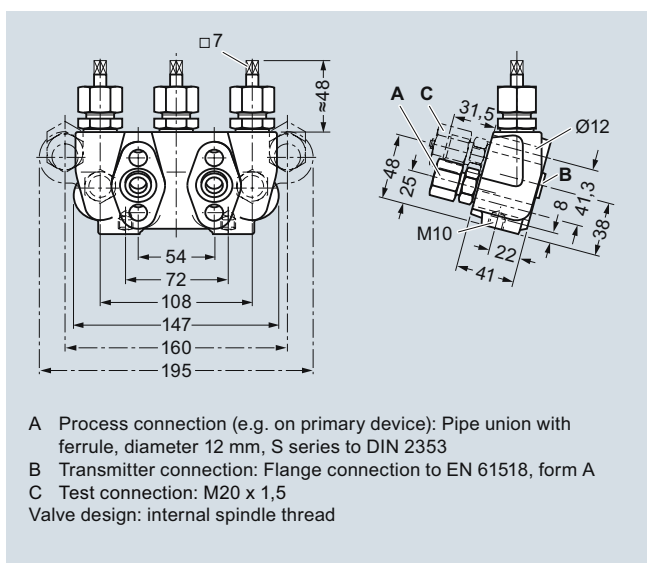 □7
≈48
54
72
108
147
160
195
A C
31,5
Ø12
48
25
B
8
41,3
38
M10
22
41
A Process connection (e.g. on primary device): Pipe union with
ferrule, diameter 12 mm, S series to DIN 2353
B Transmitter connection: Flange connection to EN 61518, form A
C Test connection: M20 x 1,5
Valve design: internal spindle thread